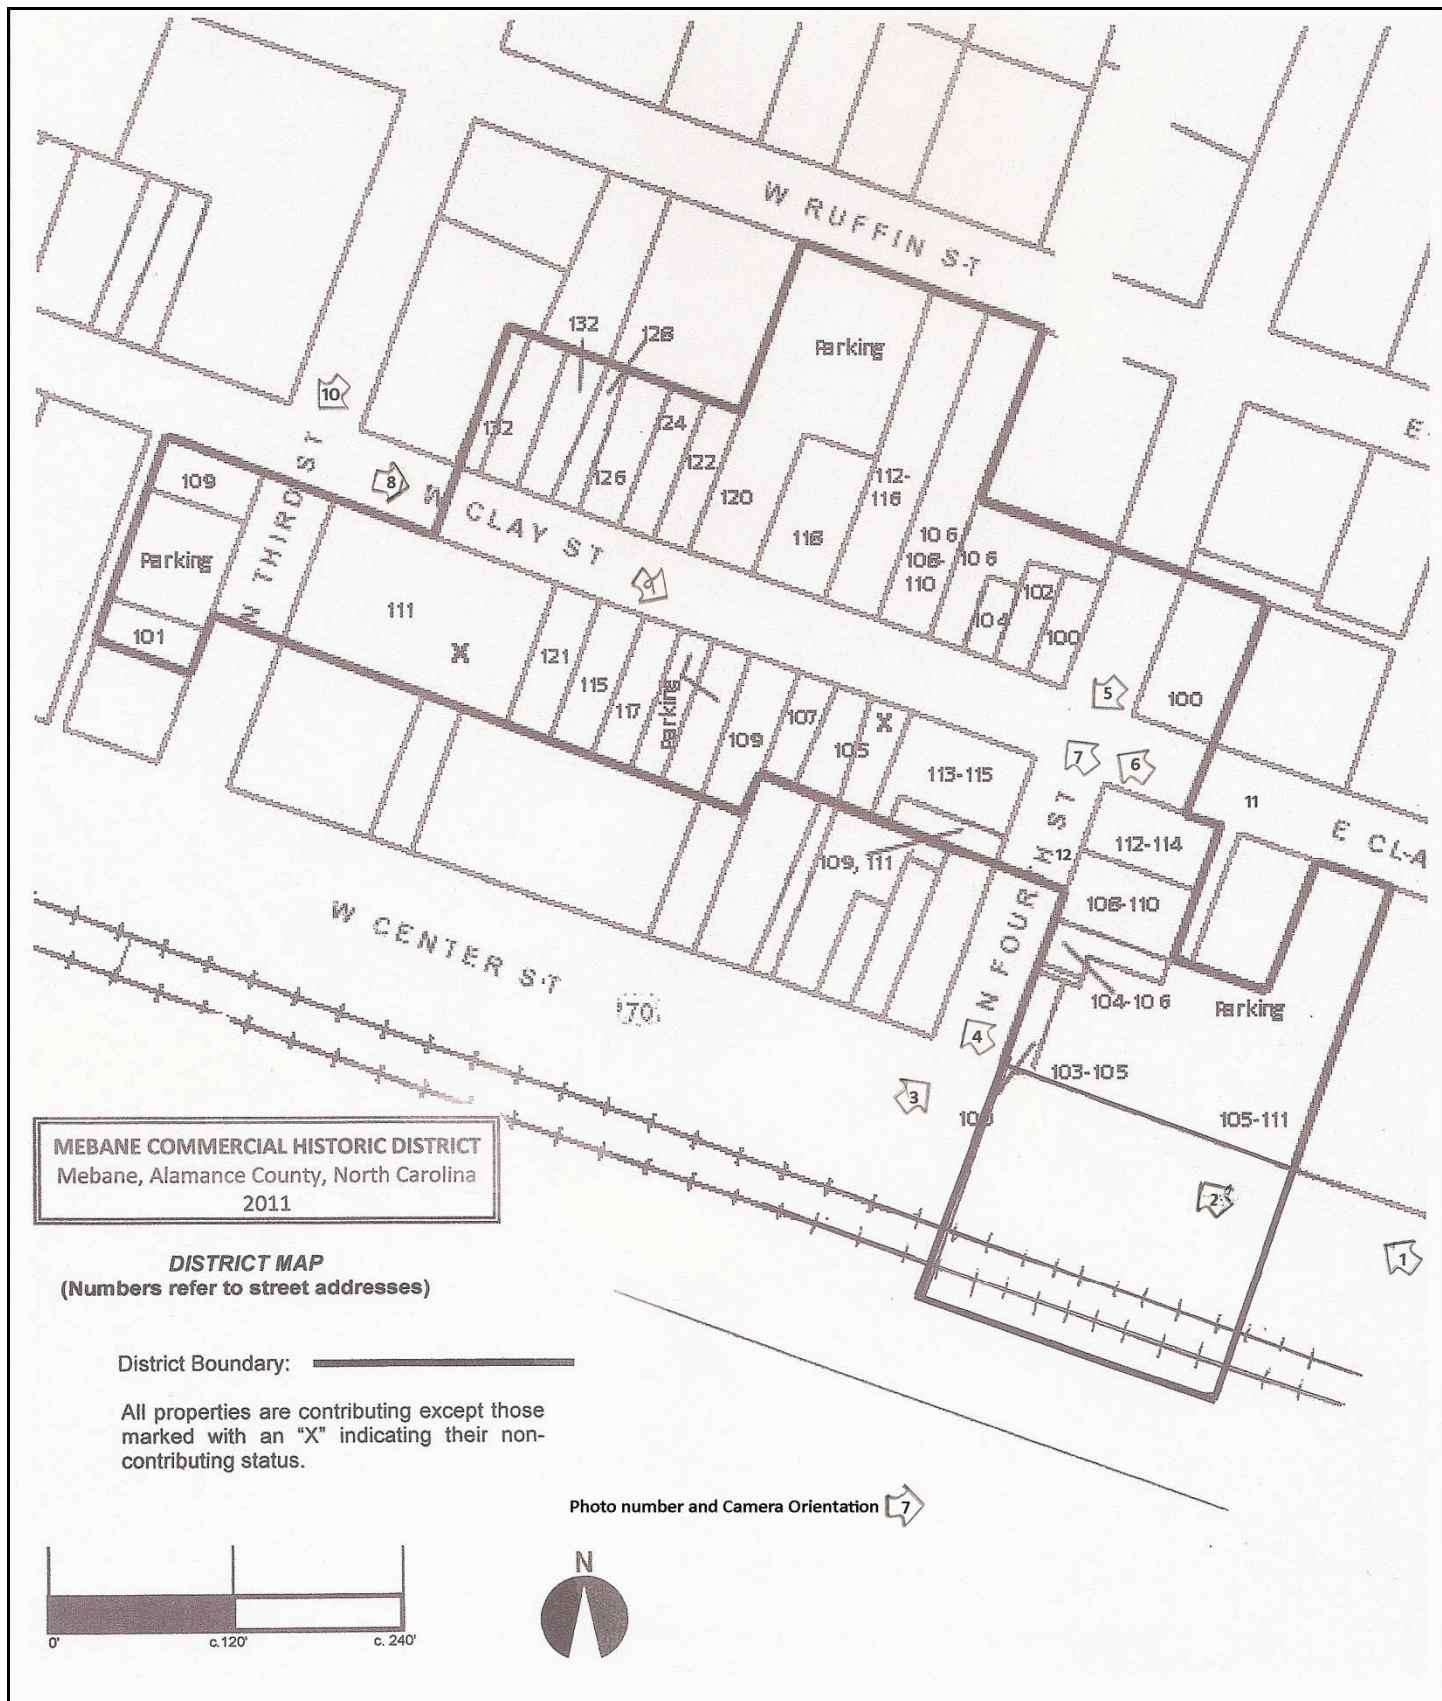 W RUFFIN ST
132
128
Parking
10
E
ST
132
124
109
8
W
CLAY ST
122
126
112-
116
120
N THIRD
Parking
118
106
108-
110
106
102
104
111
101
X
121
115
117
Parking
109
107
105
X
100
5
100
7
6
113-115
ST
11
E CLA
12
112-114
109, 111
108-110
W CENTER ST
70
N FOUR
104-106
Parking
4
103-105
3
105-111
2
1
MEBANE COMMERCIAL HISTORIC DISTRICT
Mebane, Alamance County, North Carolina
2011
DISTRICT MAP
(Numbers refer to street addresses)
District Boundary:
All properties are contributing except those
marked with an “X” indicating their non-
contributing status.
Photo number and Camera Orientation 7
N
0'
c.120'
c. 240'